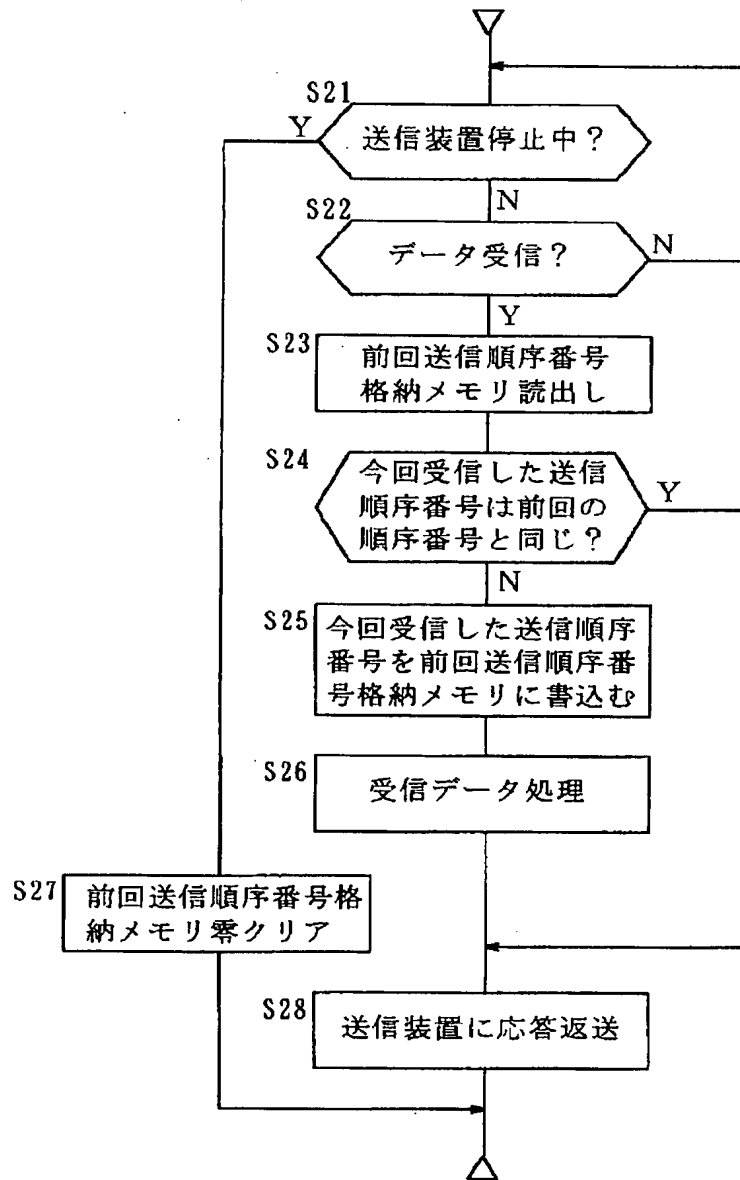 S21
Y
送信装置停止中?
N
S22
データ受信?
N
Y
S23
前回送信順序番号
格納メモリ読出し
S24
今回受信した送信
順序番号は前回の
順序番号と同じ?
Y
N
S25
今回受信した送信順序
番号を前回送信順序番
号格納メモリに書込む
S26
受信データ処理
S27
前回送信順序番号格
納メモリ零クリア
S28
送信装置に応答返送